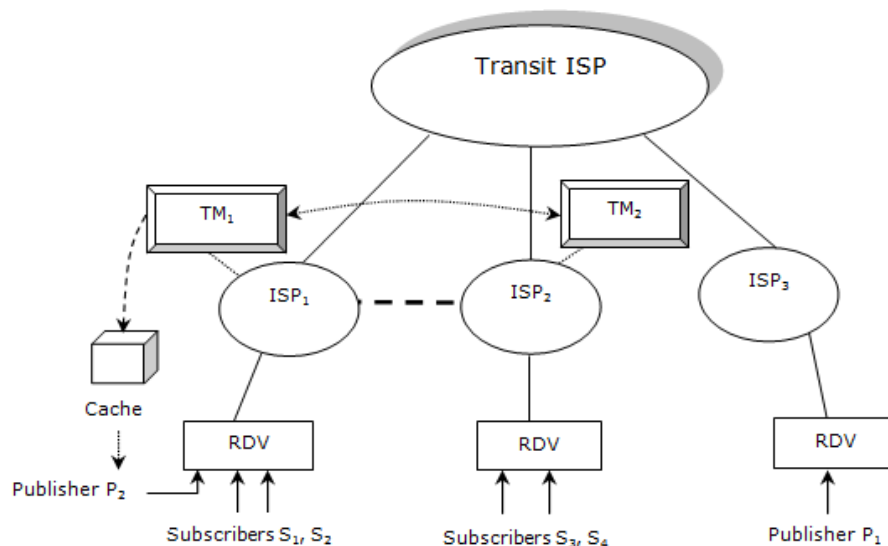 Transit ISP
TM₁
TM₂
ISP₁
ISP₂
ISP₃
Cache
RDV
RDV
RDV
Publisher P₂
Subscribers S₁, S₂
Subscribers S₃, S₄
Publisher P₁